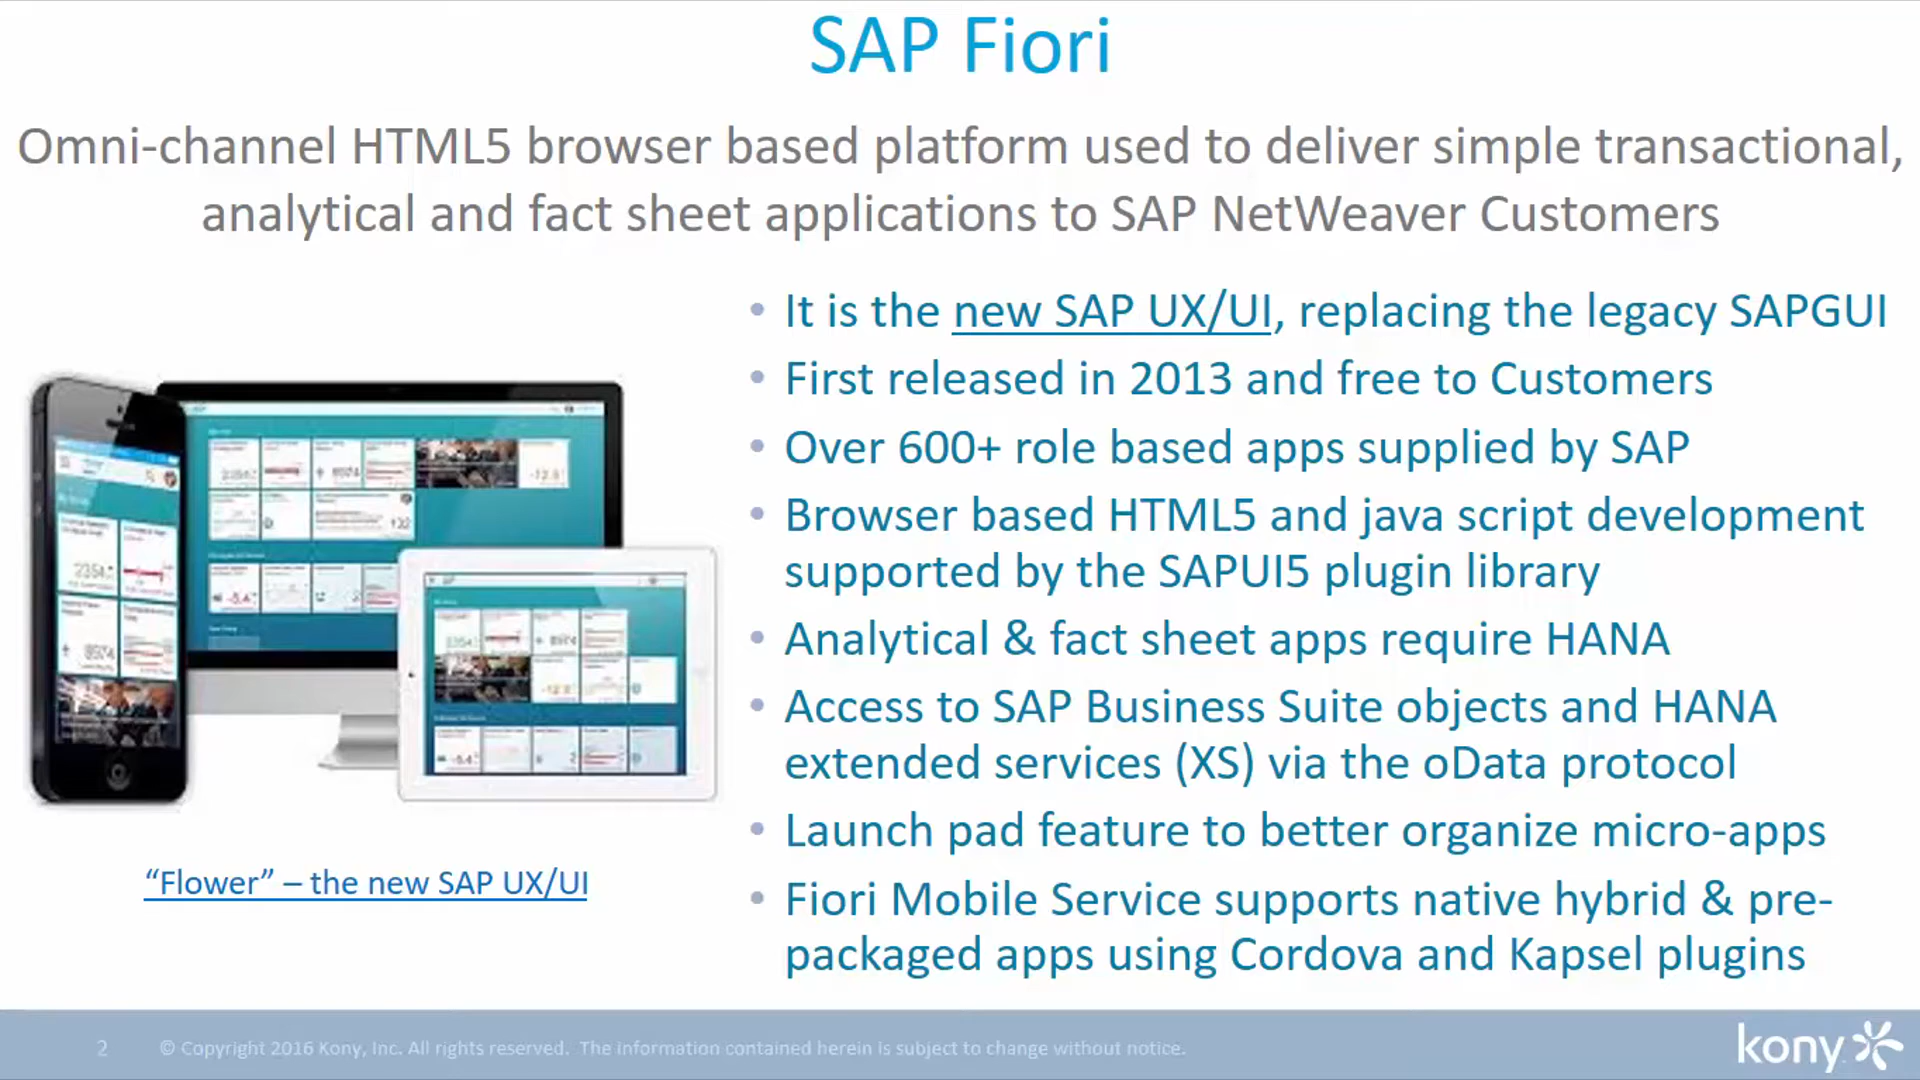 SAP Fiori
Omni-channel HTML5 browser based platform used to deliver simple transactional,
analytical and fact sheet applications to SAP NetWeaver Customers
• It is the new SAP UX/UI, replacing the legacy SAPGUI
• First released in 2013 and free to Customers
• Over 600+ role based apps supplied by SAP
• Browser based HTML5 and java script development
supported by the SAPUI5 plugin library
• Analytical & fact sheet apps require HANA
• Access to SAP Business Suite objects and HANA
extended services (XS) via the oData protocol
• Launch pad feature to better organize micro-apps
• Fiori Mobile Service supports native hybrid & pre-
packaged apps using Cordova and Kapsel plugins
“Flower” – the new SAP UX/UI
2 © Copyright 2016 Kony, Inc. All rights reserved. The information contained herein is subject to change without notice.
kony